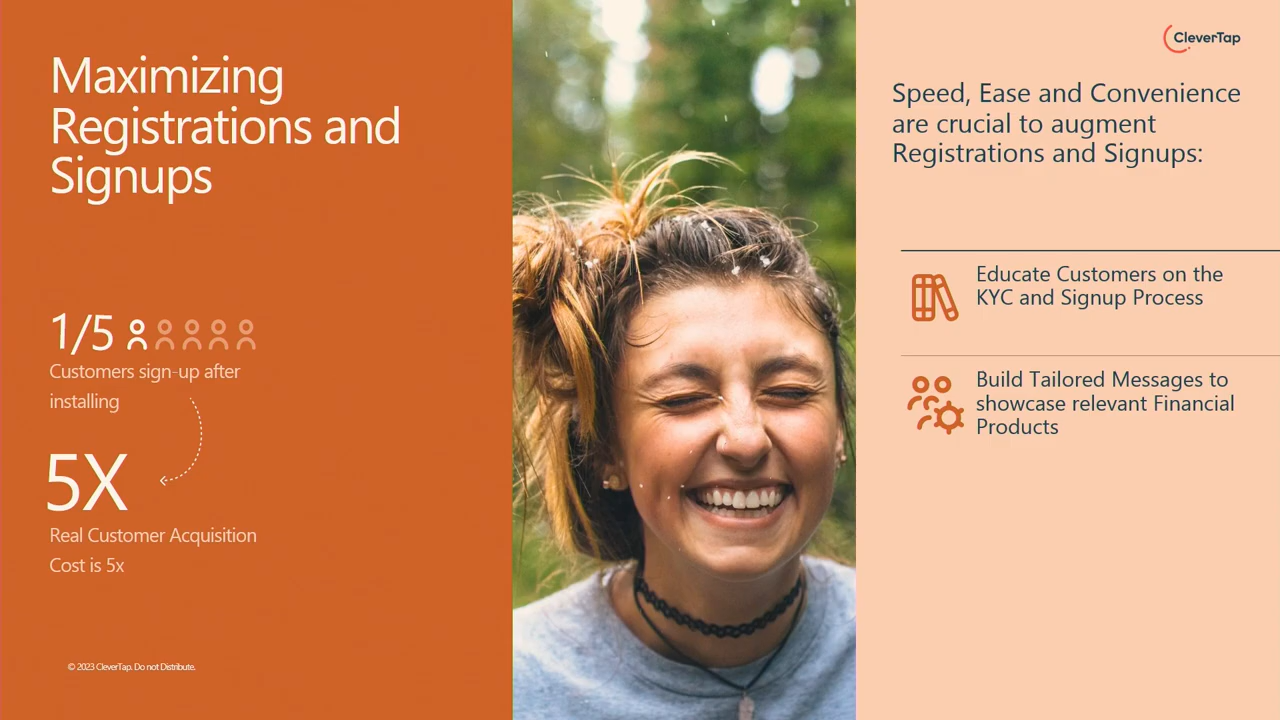 Maximizing
Registrations and
Signups
1/5
Customers sign-up after
installing
5X
Real Customer Acquisition
Cost is 5x
© 2023 CleverTap. Do not Distribute.
CleverTap
Speed, Ease and Convenience
are crucial to augment
Registrations and Signups:
Educate Customers on the
KYC and Signup Process
Build Tailored Messages to
showcase relevant Financial
Products